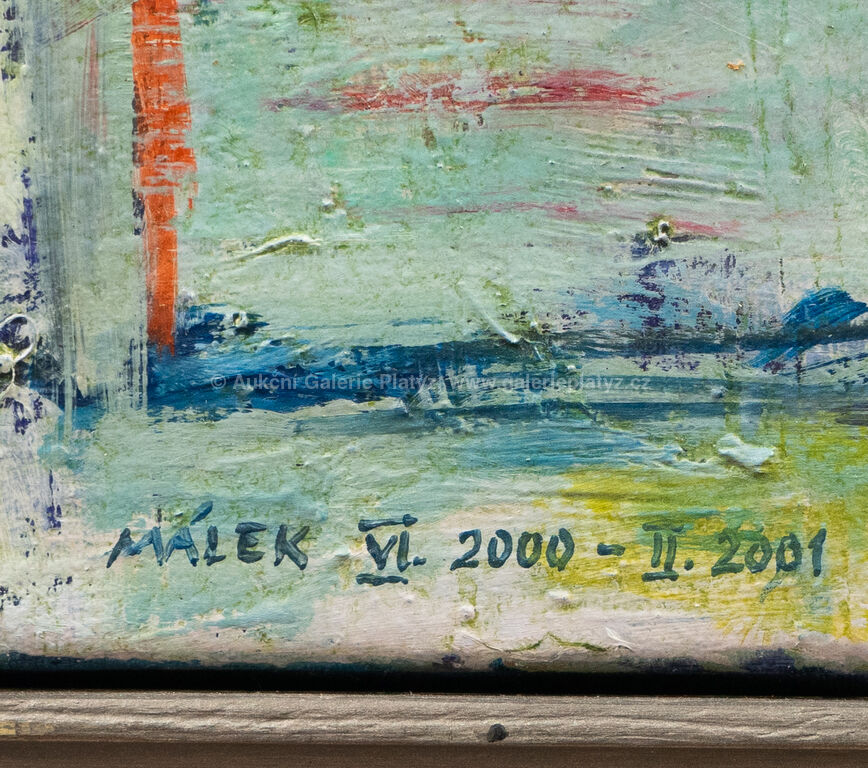 © Aukční Galerie Platýz, www.galerieplatyz.cz
MÁLEK VI. 2000 - II. 2001